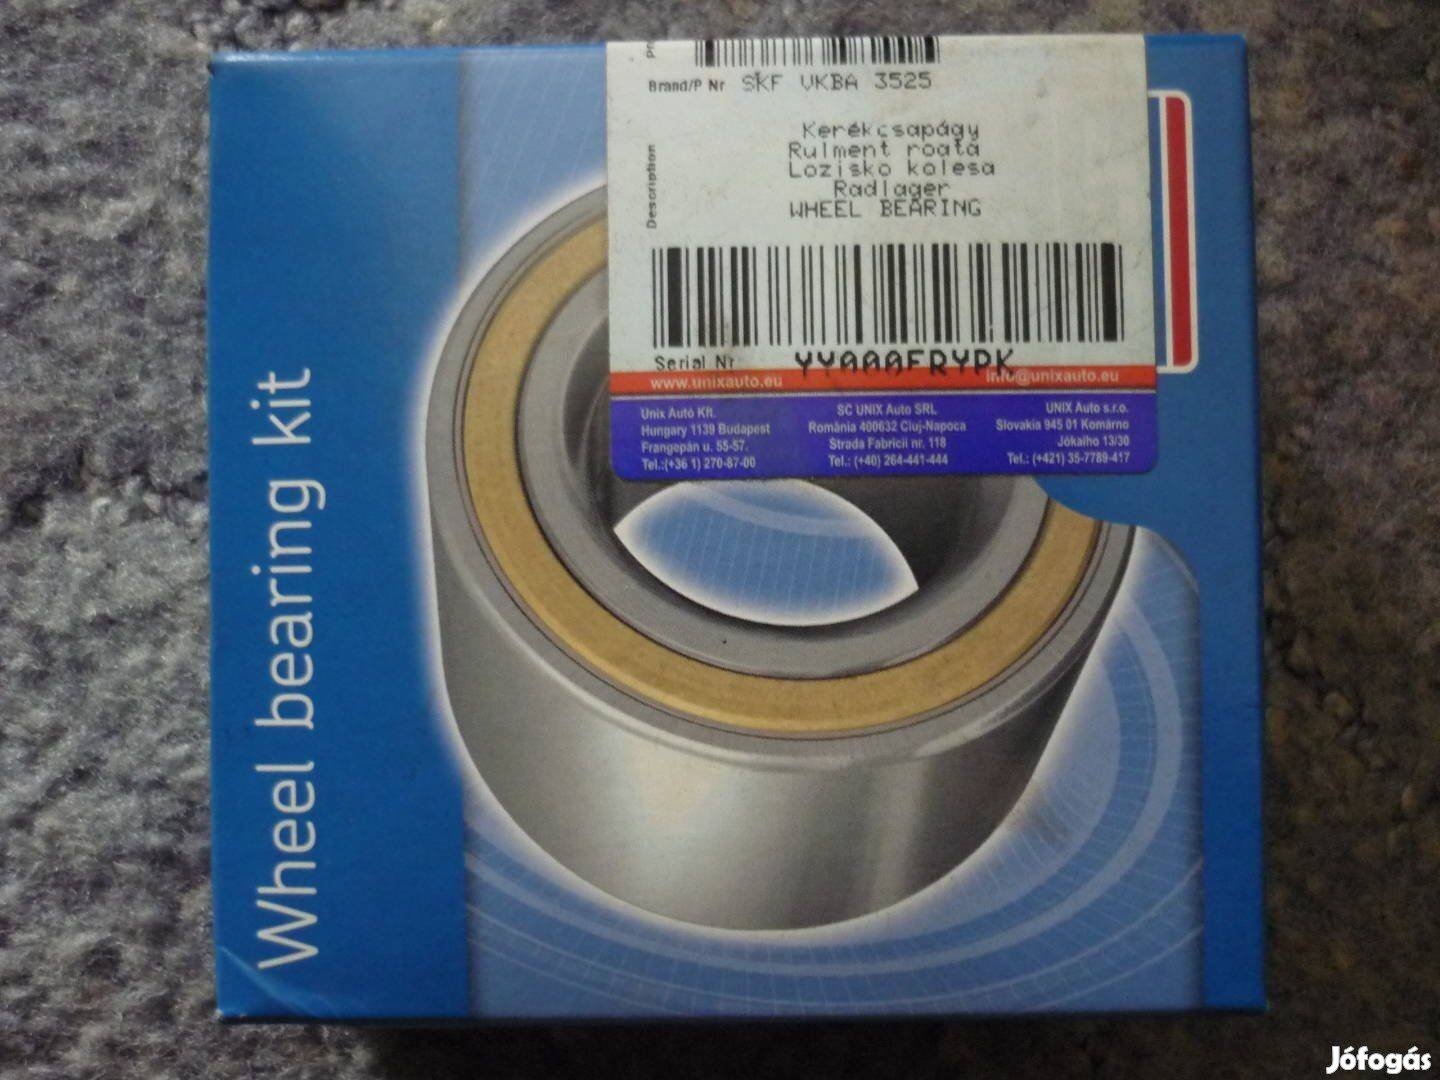 Brand/P Nr SKF VKBA 3525
Kerékcsapágy
Rulment roata
Lozisko kolesa
Radlager
WHEEL BEARING
Description
Serial Nr YY000FRYPK
www.unixauto.eu info@unixauto.eu
Unix Autó Kft.
Hungary 1139 Budapest
Frangepán u. 55-57.
Tel.:(+36 1) 270-87-00
SC UNIX Auto SRL
România 400632 Cluj-Napoca
Strada Fabricii nr. 118
Tel.: (+40) 264-441-444
UNIX Auto s.r.o.
Slovakia 945 01 Komárno
Jókaiho 13/30
Tel.: (+421) 35-7789-417
Wheel bearing kit
Jófogás